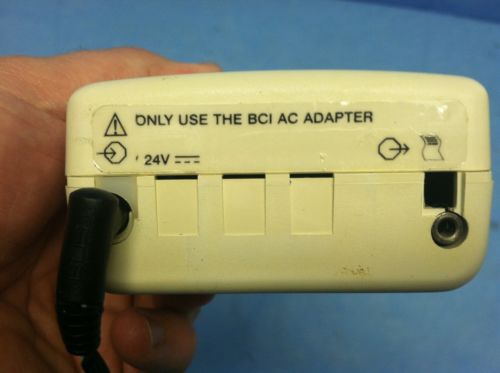 ONLY USE THE BCI AC ADAPTER
24V